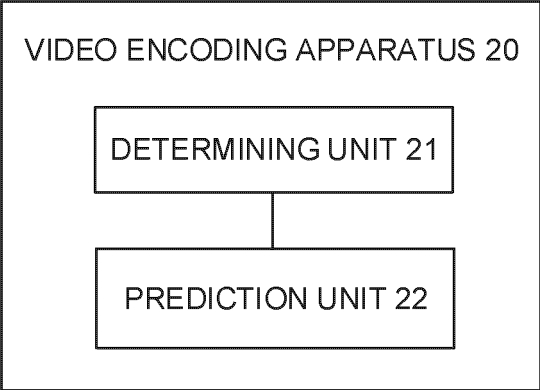 VIDEO ENCODING APPARATUS 20
DETERMINING UNIT 21
PREDICTION UNIT 22